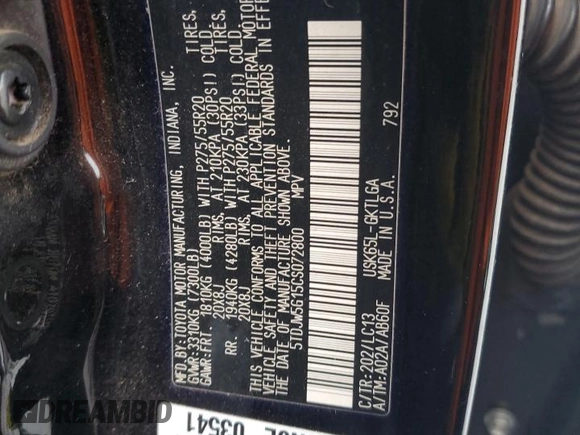 MFD. BY: TOYOTA MOTOR MANUFACTURING, INDIANA, INC.
GVWR: 3310KG (7300LB)
GAWR: FRT. 1810KG (4000LB) WITH P275/55R20 TIRES,
20X8J RIMS, AT 210KPA (30PSI) COLD
RR. 1940KG (4280LB) WITH P275/55R20 TIRES,
20X8J RIMS, AT 230KPA (33PSI) COLD
THIS VEHICLE CONFORMS TO ALL APPLICABLE FEDERAL MOTOR
VEHICLE SAFETY AND THEFT PREVENTION STANDARDS IN EFFECT
ON THE DATE OF MANUFACTURE SHOWN ABOVE.
5TDJW5G15CS072800 MPV
792
C/TR: 202/LC13 USK65L-GKTLGA
A/TM: A02A/AB60F MADE IN U.S.A.
03541
DREAMBID